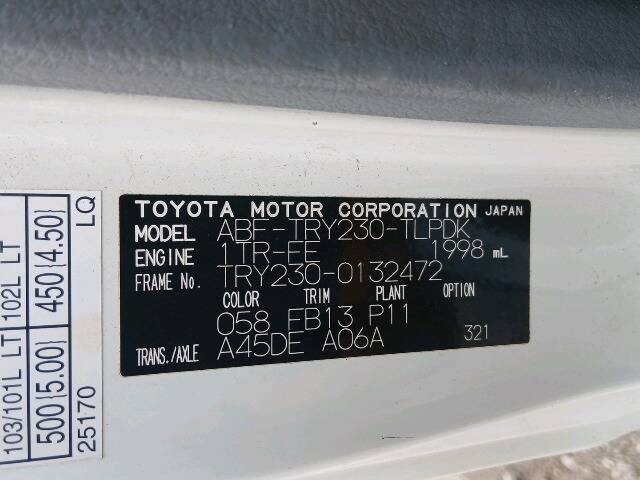 TOYOTA MOTOR CORPORATION JAPAN
MODEL ABF-TRY230-TLPDK
ENGINE 1TR-FE 1998 mL
FRAME No. TRY230-0132472
COLOR TRIM PLANT OPTION
058 FB13 P11
TRANS./AXLE A45DE A06A 321
103/101L LT 102L LT
500{5.00} 450{4.50}
25170 LQ